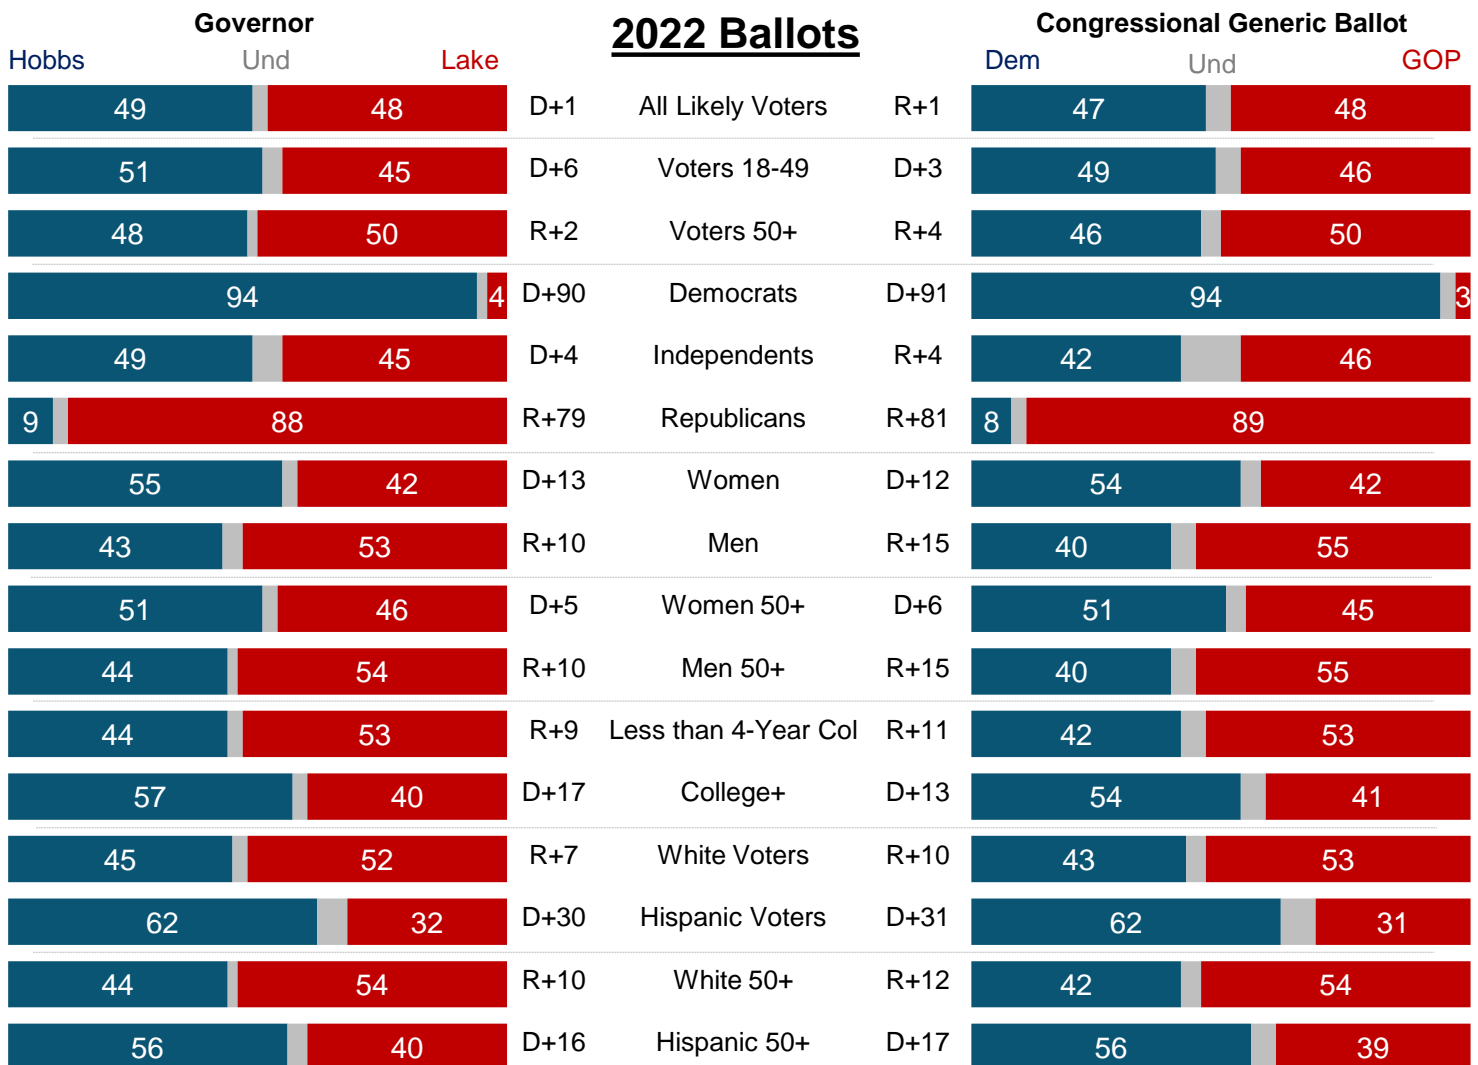 Governor 2022 Ballots Congressional Generic Ballot
Hobbs Und Lake Dem Und GOP
49 48 D+1 All Likely Voters R+1 47 48
51 45 D+6 Voters 18-49 D+3 49 46
48 50 R+2 Voters 50+ R+4 46 50
94 4 D+90 Democrats D+91 94 3
49 45 D+4 Independents R+4 42 46
9 88 R+79 Republicans R+81 8 89
55 42 D+13 Women D+12 54 42
43 53 R+10 Men R+15 40 55
51 46 D+5 Women 50+ D+6 51 45
44 54 R+10 Men 50+ R+15 40 55
44 53 R+9 Less than 4-Year Col R+11 42 53
57 40 D+17 College+ D+13 54 41
45 52 R+7 White Voters R+10 43 53
62 32 D+30 Hispanic Voters D+31 62 31
44 54 R+10 White 50+ R+12 42 54
56 40 D+16 Hispanic 50+ D+17 56 39